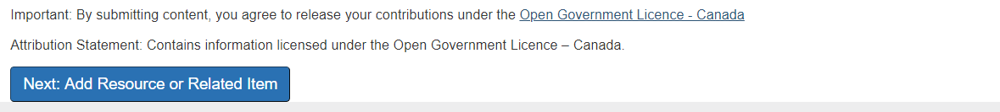 Important: By submitting content, you agree to release your contributions under the Open Government Licence - Canada
Attribution Statement: Contains information licensed under the Open Government Licence – Canada.
Next: Add Resource or Related Item